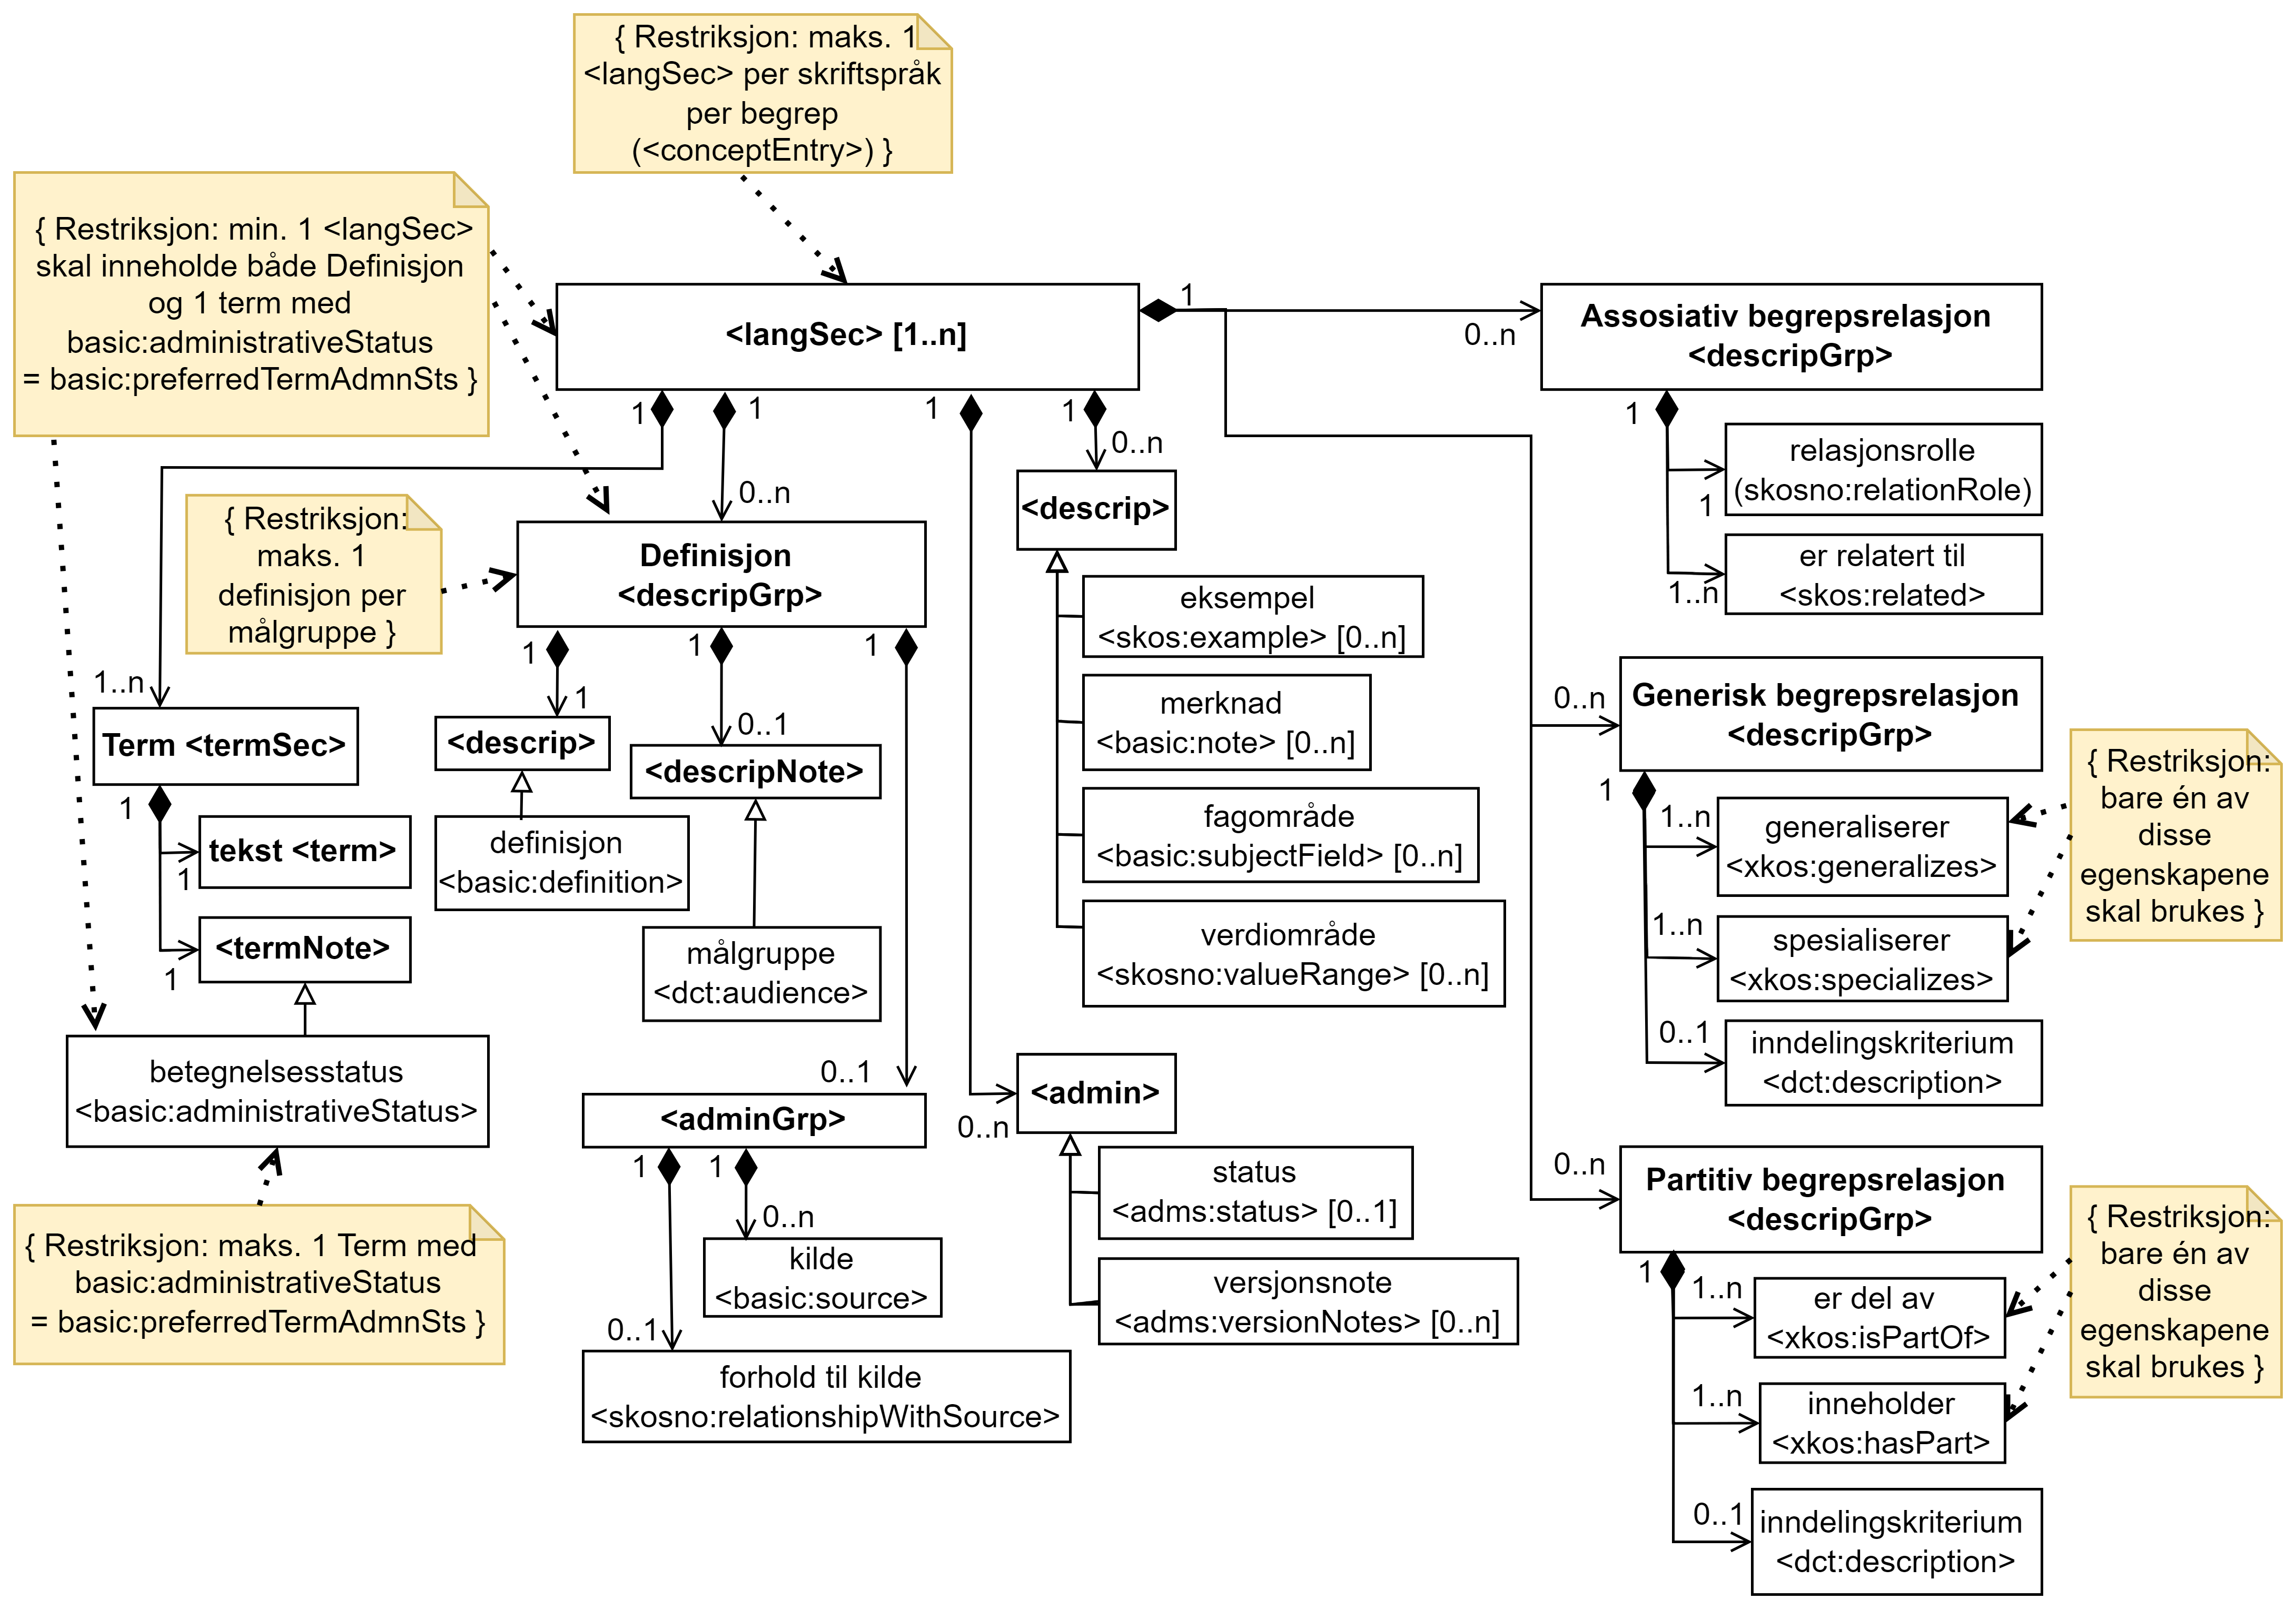 { Restriksjon: maks. 1
<langSec> per skriftspråk
per begrep
(<conceptEntry>) }
{ Restriksjon: min. 1 <langSec>
skal inneholde både Definisjon
og 1 term med
basic:administrativeStatus
= basic:preferredTermAdmnSts }
<langSec> [1..n]
1
0..n
Assosiativ begrepsrelasjon
<descripGrp>
1
1
1
1
1
relasjonsrolle
(skosno:relationRole)
1
er relatert til
<skos:related>
1..n
0..n
0..n
{ Restriksjon:
maks. 1
definisjon per
målgruppe }
Definisjon
<descripGrp>
<descrip>
eksempel
<skos:example> [0..n]
merknad
<basic:note> [0..n]
fagområde
<basic:subjectField> [0..n]
verdiområde
<skosno:valueRange> [0..n]
1
1
1
1..n
Term <termSec>
1
tekst <term>
1
<termNote>
1
betegnelsesstatus
<basic:administrativeStatus>
{ Restriksjon: maks. 1 Term med
basic:administrativeStatus
= basic:preferredTermAdmnSts }
1
<descrip>
definisjon
<basic:definition>
0..1
<descripNote>
målgruppe
<dct:audience>
0..1
<adminGrp>
1
1
0..n
kilde
<basic:source>
0..1
forhold til kilde
<skosno:relationshipWithSource>
0..n
<admin>
status
<adms:status> [0..1]
versjonsnote
<adms:versionNotes> [0..n]
0..n
Generisk begrepsrelasjon
<descripGrp>
1
1..n
generaliserer
<xkos:generalizes>
1..n
spesialiserer
<xkos:specializes>
0..1
inndelingskriterium
<dct:description>
{ Restriksjon:
bare én av
disse
egenskapene
skal brukes }
0..n
Partitiv begrepsrelasjon
<descripGrp>
1
1..n
er del av
<xkos:isPartOf>
1..n
inneholder
<xkos:hasPart>
0..1
inndelingskriterium
<dct:description>
{ Restriksjon:
bare én av
disse
egenskapene
skal brukes }